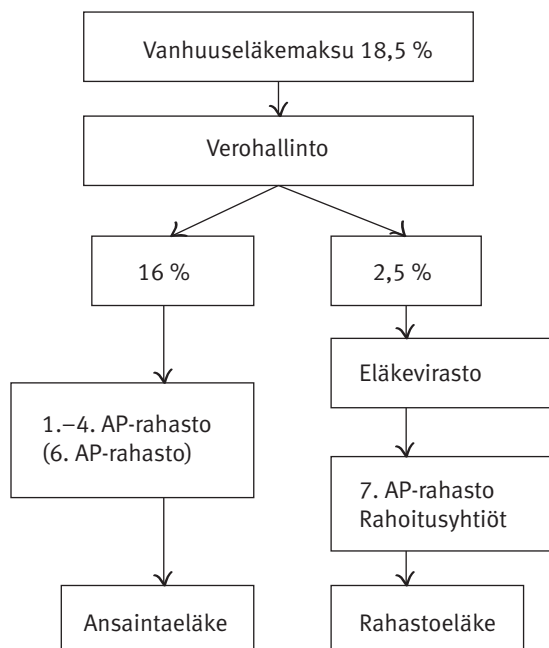 Vanhuuseläkemaksu 18,5 %
Verohallinto
16 %
2,5 %
Eläkevirasto
1.–4. AP-rahasto
(6. AP-rahasto)
7. AP-rahasto
Rahoitusyhtiöt
Ansaintaeläke
Rahastoeläke